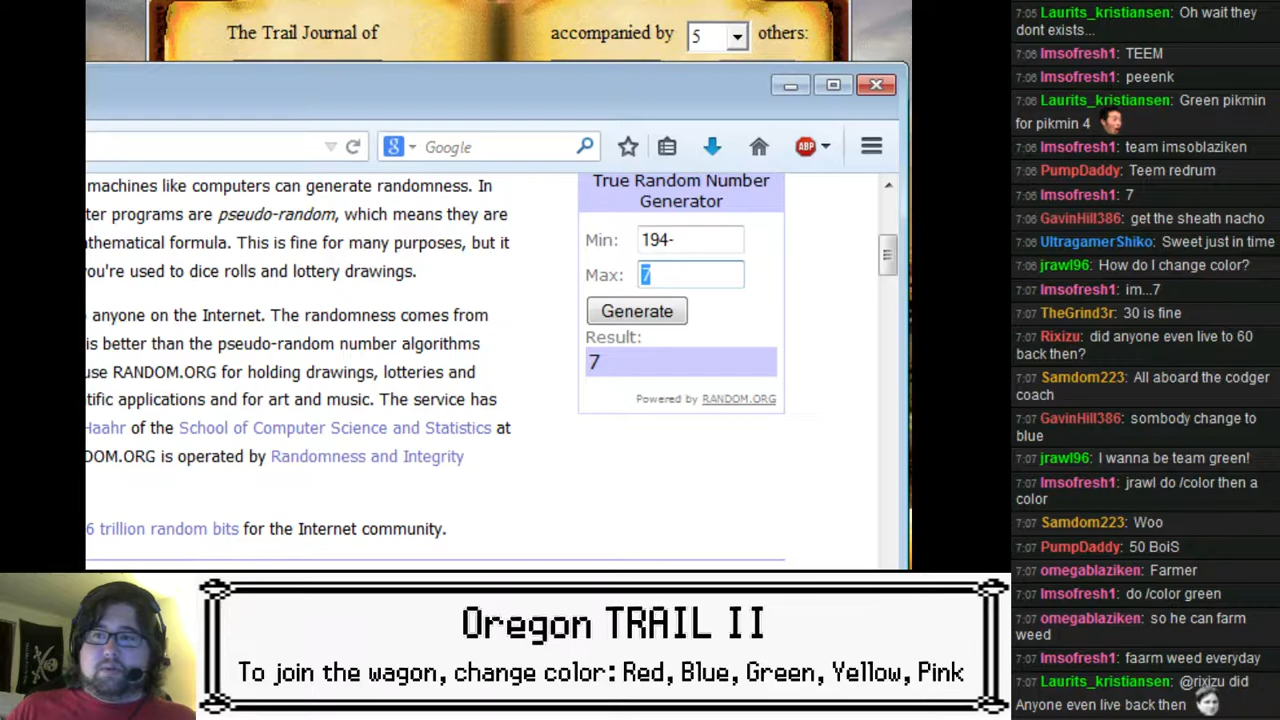 The Trail Journal of
accompanied by 5 others:
Google
ABP
machines like computers can generate randomness. In
ter programs are pseudo-random, which means they are
thematical formula. This is fine for many purposes, but it
you're used to dice rolls and lottery drawings.
anyone on the Internet. The randomness comes from
is better than the pseudo-random number algorithms
use RANDOM.ORG for holding drawings, lotteries and
tific applications and for art and music. The service has
Haahr of the School of Computer Science and Statistics at
DOM.ORG is operated by Randomness and Integrity
6 trillion random bits for the Internet community.
True Random Number
Generator
Min: 194-
Max: 7
Generate
Result:
7
Powered by RANDOM.ORG
Oregon TRAIL II
To join the wagon, change color: Red, Blue, Green, Yellow, Pink
7:05 Laurits_kristiansen: Oh wait they
dont exists...
7:06 Imsofresh1: TEEM
7:06 Imsofresh1: peeenk
7:06 Laurits_kristiansen: Green pikmin
for pikmin 4
7:06 Imsofresh1: team imsoblaziken
7:06 PumpDaddy: Teem redrum
7:06 Imsofresh1: 7
7:06 GavinHill386: get the sheath nacho
7:06 UltragamerShiko: Sweet just in time
7:06 jrawl96: How do I change color?
7:07 Imsofresh1: im...7
7:07 TheGrind3r: 30 is fine
7:07 Rixizu: did anyone even live to 60
back then?
7:07 Samdom223: All aboard the codger
coach
7:07 GavinHill386: sombody change to
blue
7:07 jrawl96: I wanna be team green!
7:07 Imsofresh1: jrawl do /color then a
color
7:07 Samdom223: Woo
7:07 PumpDaddy: 50 BoiS
7:07 omegablaziken: Farmer
7:07 Imsofresh1: do /color green
7:07 omegablaziken: so he can farm
weed
7:07 Imsofresh1: faarm weed everyday
7:07 Laurits_kristiansen: @rixizu did
Anyone even live back then